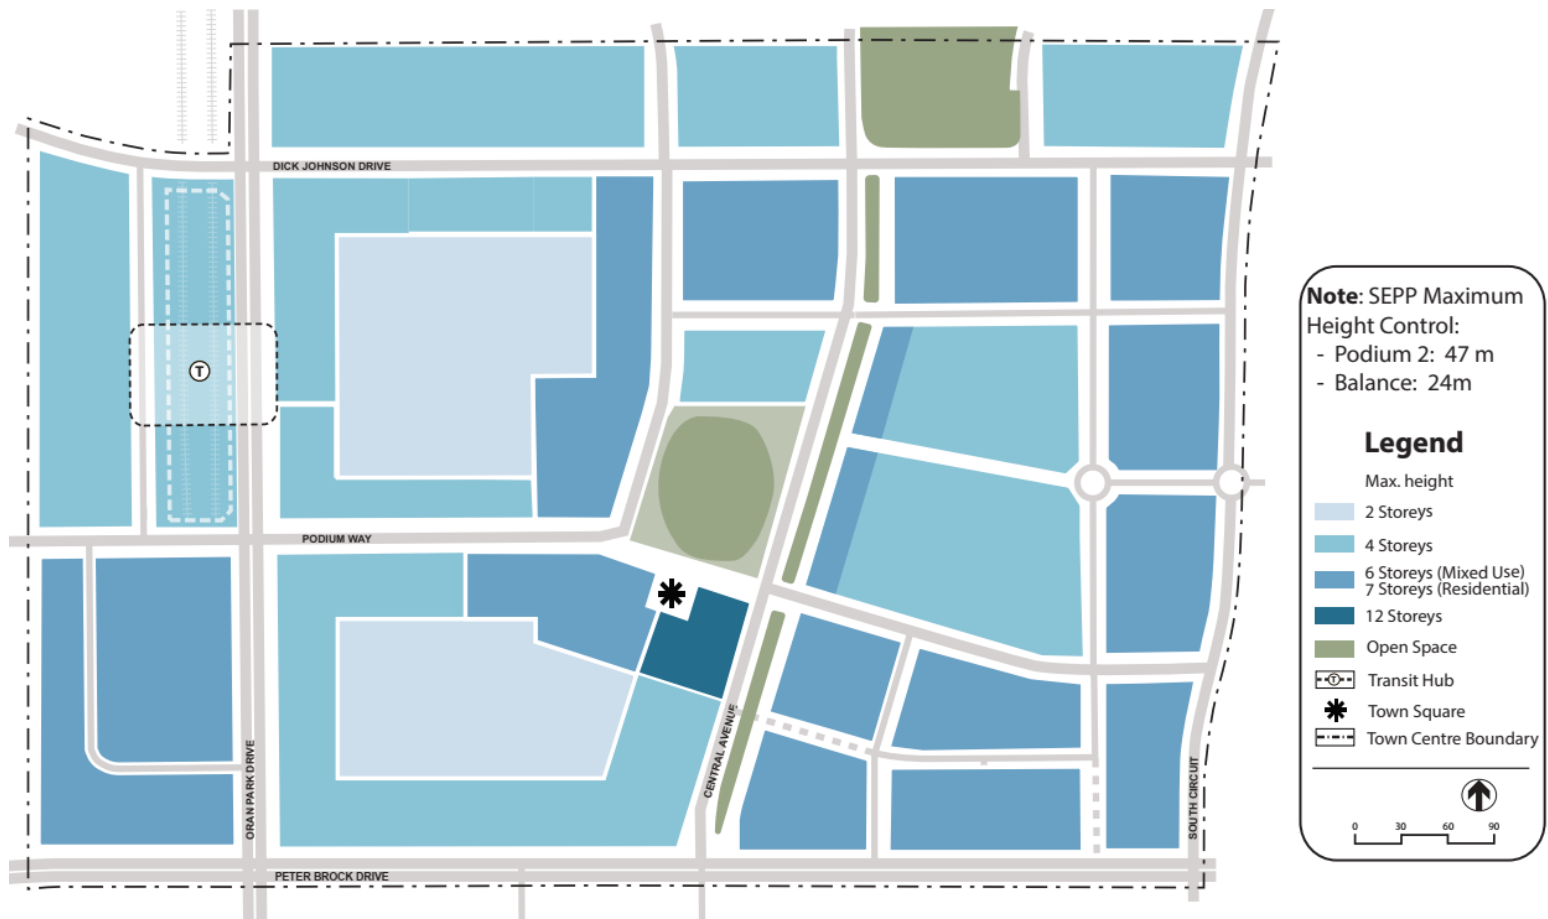 DICK JOHNSON DRIVE
T
PODIUM WAY
CENTRAL AVENUE
ORAN PARK DRIVE
SOUTH CIRCUIT
PETER BROCK DRIVE
Note: SEPP Maximum
Height Control:
- Podium 2: 47 m
- Balance: 24m
Legend
Max. height
2 Storeys
4 Storeys
6 Storeys (Mixed Use)
7 Storeys (Residential)
12 Storeys
Open Space
T Transit Hub
Town Square
Town Centre Boundary
0 30 60 90